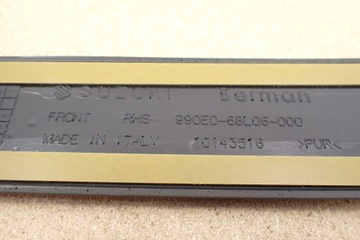 SUZUKI Berman
FRONT RHS 990E0-68L06-000
MADE IN ITALY 10143516 >PUR<